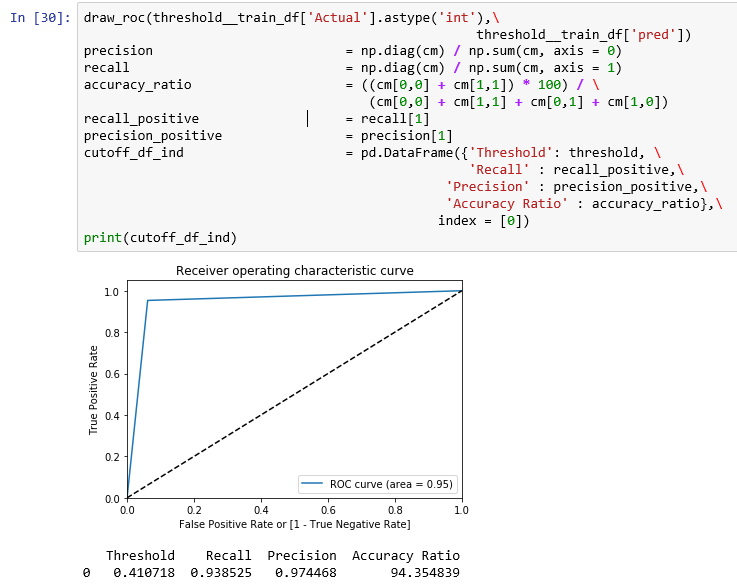 In [30]: draw_roc(threshold__train_df['Actual'].astype('int'),\
threshold__train_df['pred'])
precision = np.diag(cm) / np.sum(cm, axis = 0)
recall = np.diag(cm) / np.sum(cm, axis = 1)
accuracy_ratio = ((cm[0,0] + cm[1,1]) * 100) / \
(cm[0,0] + cm[1,1] + cm[0,1] + cm[1,0])
recall_positive = recall[1]
precision_positive = precision[1]
cutoff_df_ind = pd.DataFrame({'Threshold': threshold, \
'Recall' : recall_positive,\
'Precision' : precision_positive,\
'Accuracy Ratio' : accuracy_ratio},\
index = [0])
print(cutoff_df_ind)
Receiver operating characteristic curve
1.0
0.8
0.6
0.4
0.2
0.0
True Positive Rate
ROC curve (area = 0.95)
0.0 0.2 0.4 0.6 0.8 1.0
False Positive Rate or [1 - True Negative Rate]
Threshold Recall Precision Accuracy Ratio
0 0.410718 0.938525 0.974468 94.354839